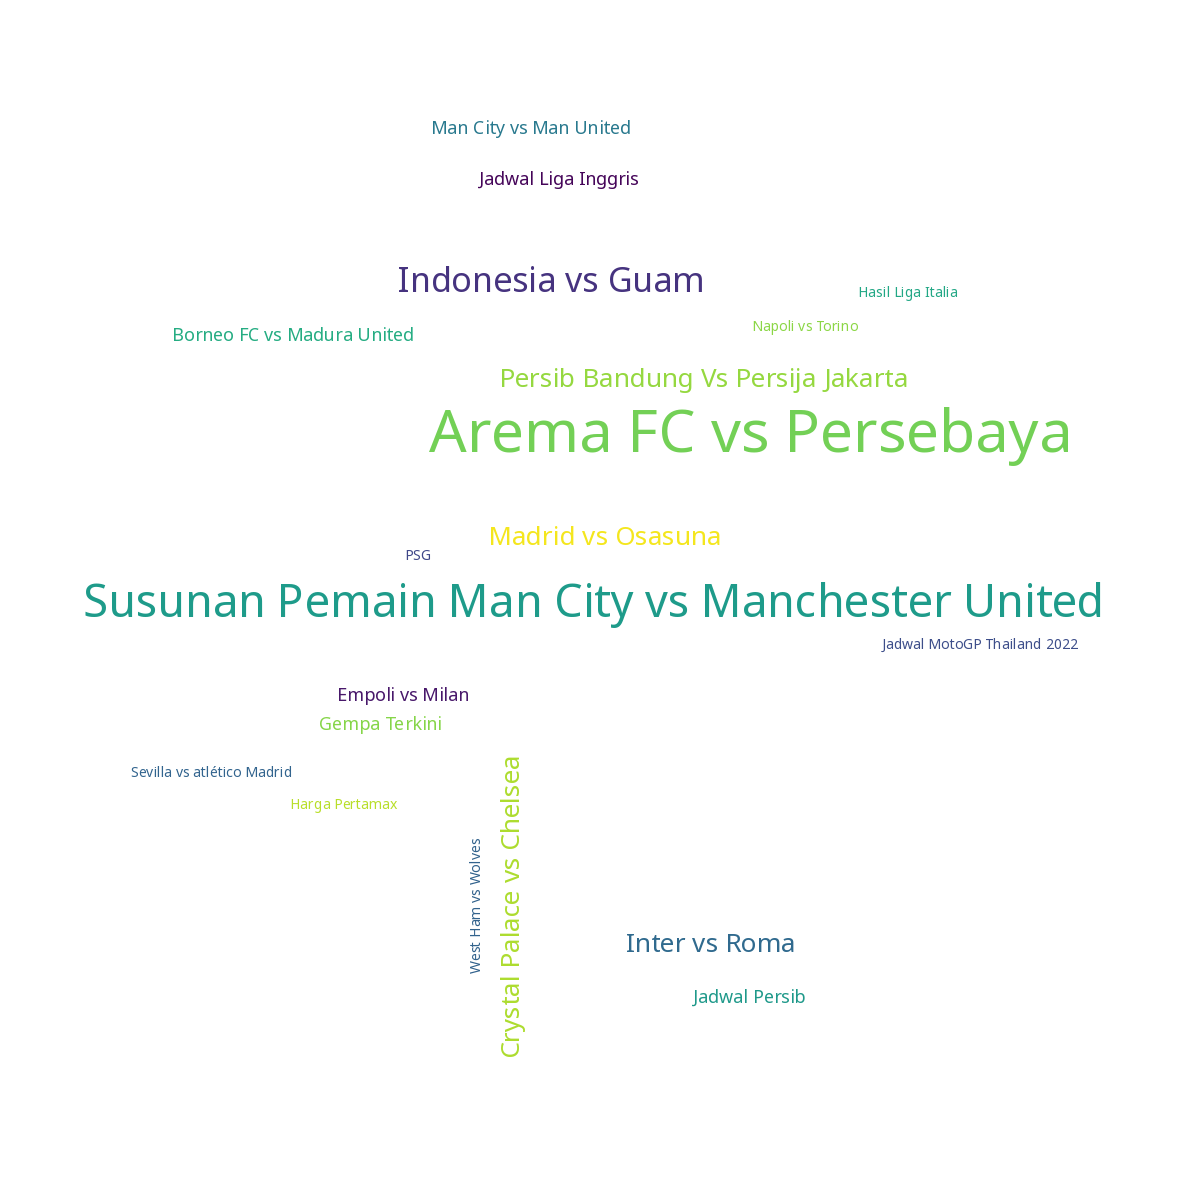 Man City vs Man United
Jadwal Liga Inggris
Indonesia vs Guam
Hasil Liga Italia
Napoli vs Torino
Borneo FC vs Madura United
Persib Bandung Vs Persija Jakarta
Arema FC vs Persebaya
Madrid vs Osasuna
PSG
Susunan Pemain Man City vs Manchester United
Jadwal MotoGP Thailand 2022
Empoli vs Milan
Gempa Terkini
Sevilla vs atlético Madrid
Harga Pertamax
West Ham vs Wolves
Crystal Palace vs Chelsea
Inter vs Roma
Jadwal Persib